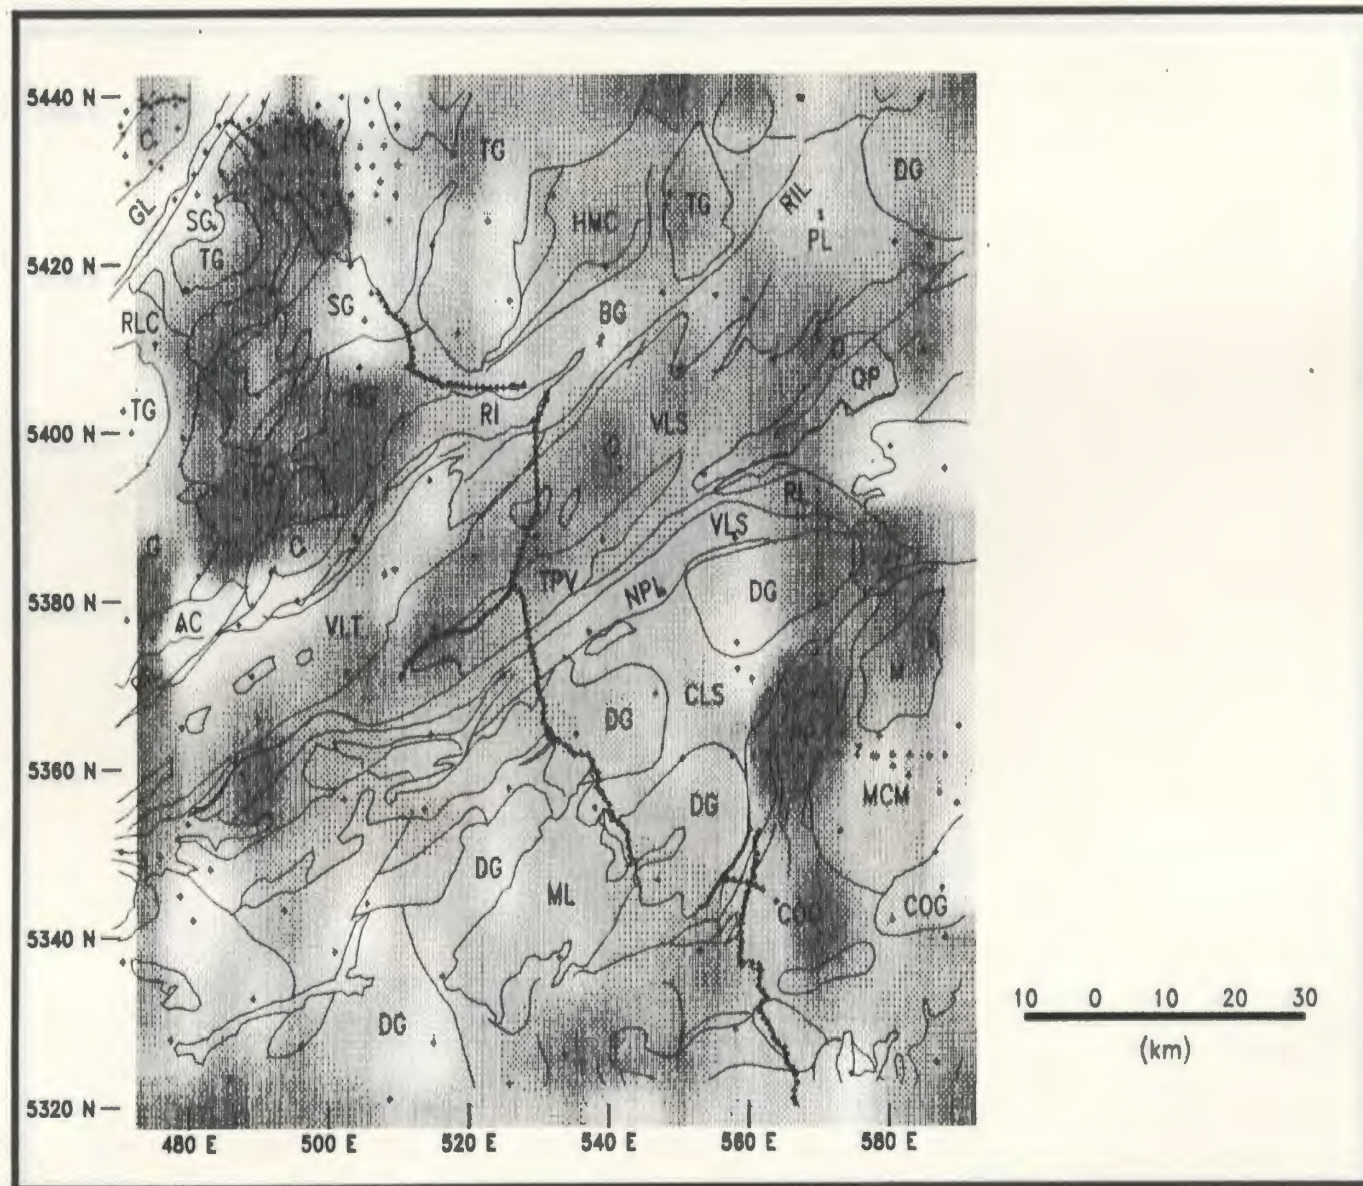 5440 N
C
TG
DG
GL
SG
HMC
TG
RIL
TG
PL
5420 N
SG
RLC
BG
QP
TG
RI
VLS
5400 N
RL
VLS
TPV
NPL
DG
5380 N
AC
VLT
M
CLS
DG
5360 N
DG
MCM
DG
ML
COG
COG
5340 N
DG
10 0 10 20 30
(km)
5320 N
480 E 500 E 520 E 540 E 560 E 580 E